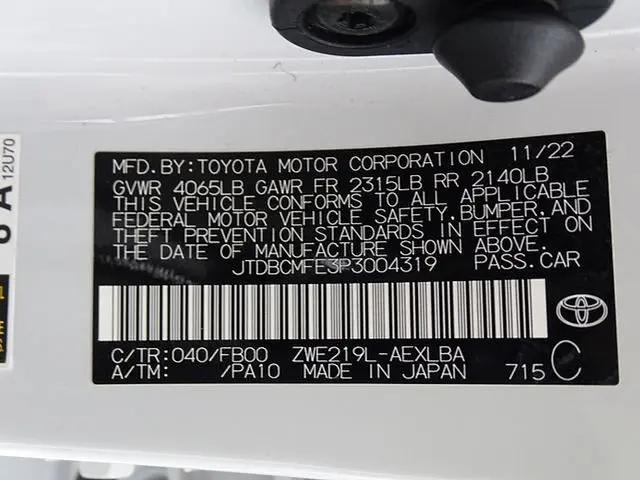 MFD.BY:TOYOTA MOTOR CORPORATION 11/22
GVWR 4065LB GAWR FR 2315LB RR 2140LB
THIS VEHICLE CONFORMS TO ALL APPLICABLE
FEDERAL MOTOR VEHICLE SAFETY,BUMPER,AND
THEFT PREVENTION STANDARDS IN EFFECT ON
THE DATE OF MANUFACTURE SHOWN ABOVE.
JTDBCMFE3P3004319 PASS.CAR
C/TR:040/FB00 ZWE219L-AEXLBA
A/TM: /PA10 MADE IN JAPAN 715 C
12U70
A